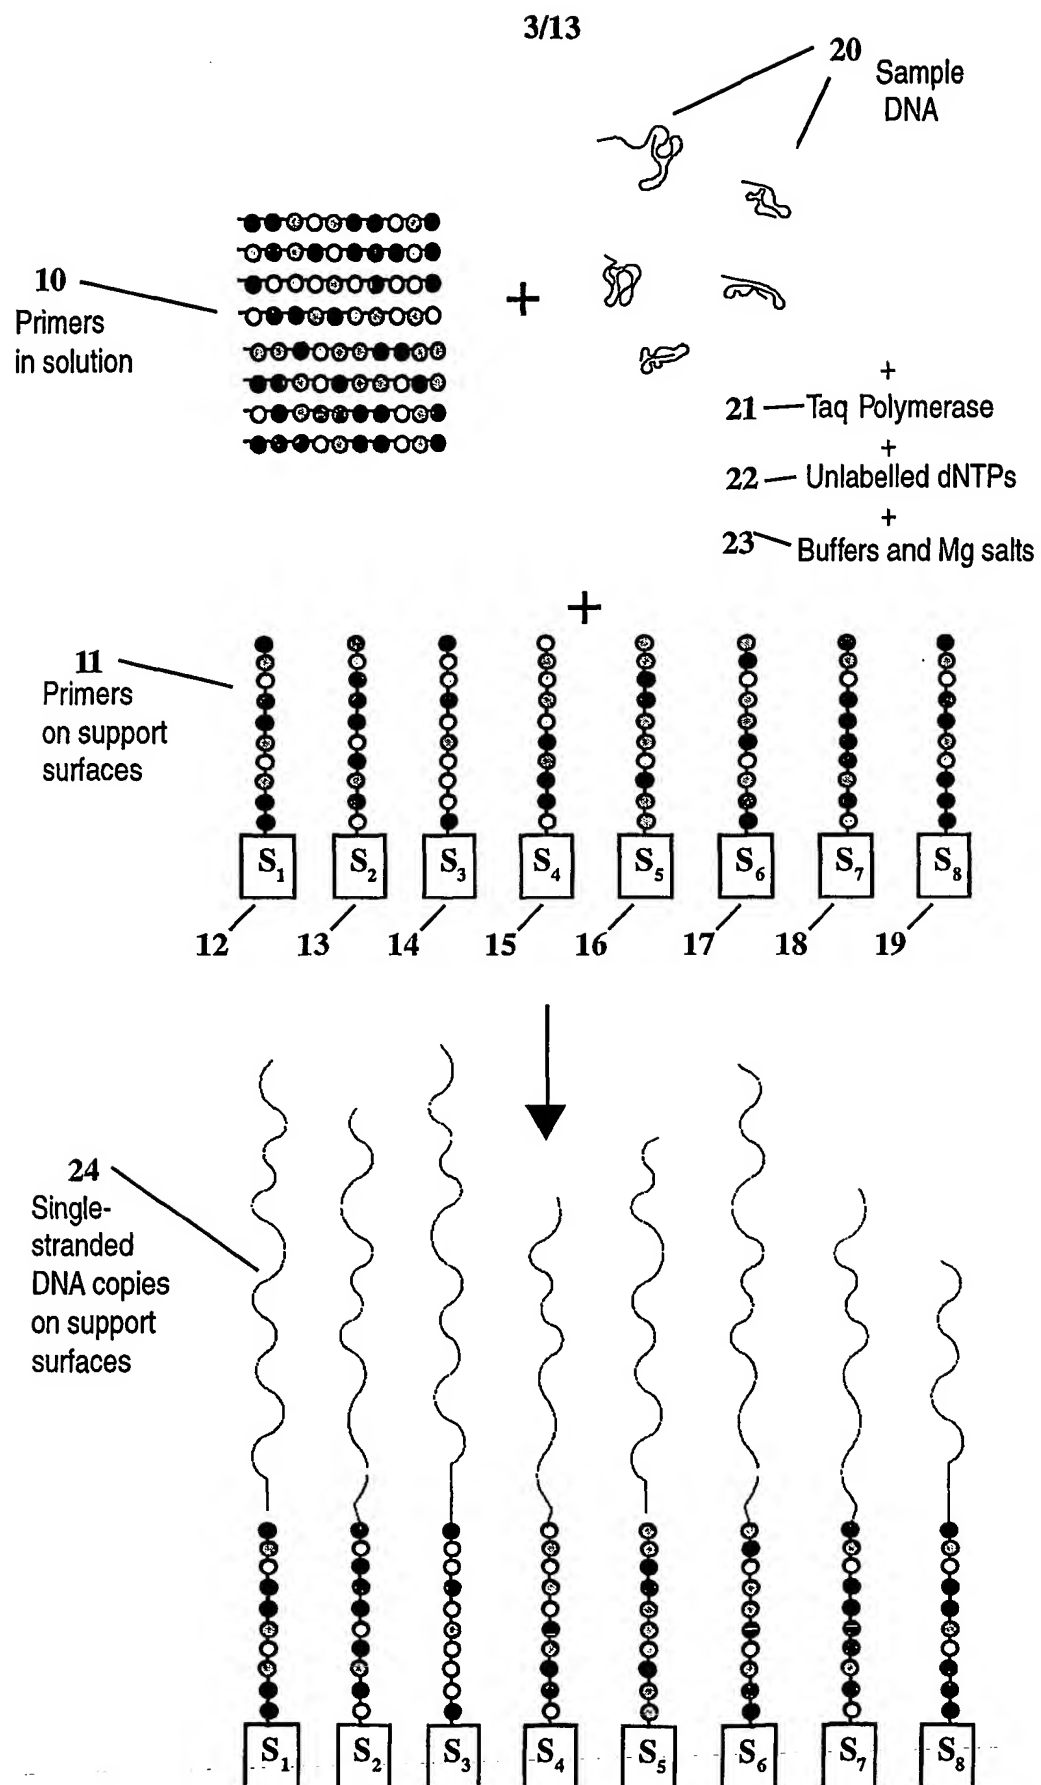 3/13
20
Sample
DNA
10
Primers
in solution
+
+
21 Taq Polymerase
+
22 Unlabelled dNTPs
+
23 Buffers and Mg salts
+
11
Primers
on support
surfaces
S1 S2 S3 S4 S5 S6 S7 S8
12 13 14 15 16 17 18 19
24
Single-
stranded
DNA copies
on support
surfaces
S1 S2 S3 S4 S5 S6 S7 S8